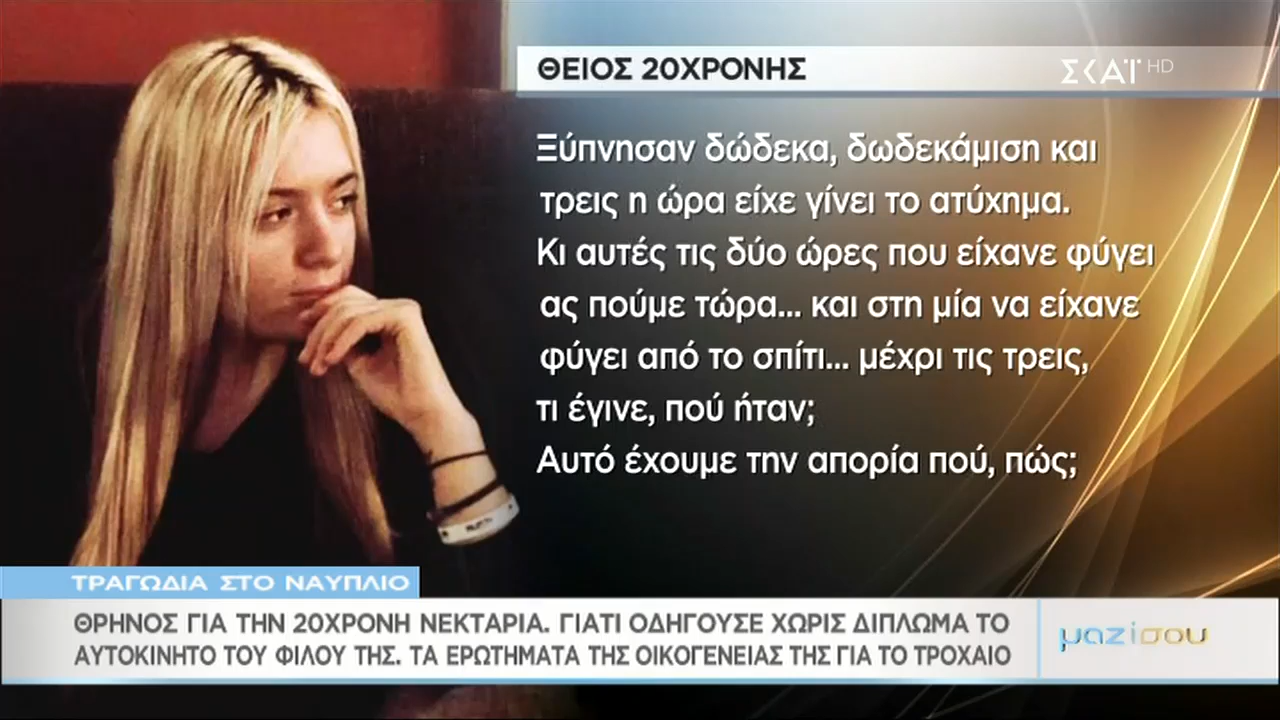 ΘΕΙΟΣ 20ΧΡΟΝΗΣ
ΣΚΑΪ HD
Ξύπνησαν δώδεκα, δωδεκάμιση και
τρεις η ώρα είχε γίνει το ατύχημα.
Κι αυτές τις δύο ώρες που είχανε φύγει
ας πούμε τώρα... και στη μία να είχανε
φύγει από το σπίτι... μέχρι τις τρεις,
τι έγινε, πού ήταν;
Αυτό έχουμε την απορία πού, πώς;
ΤΡΑΓΩΔΙΑ ΣΤΟ ΝΑΥΠΛΙΟ
ΘΡΗΝΟΣ ΓΙΑ ΤΗΝ 20ΧΡΟΝΗ ΝΕΚΤΑΡΙΑ. ΓΙΑΤΙ ΟΔΗΓΟΥΣΕ ΧΩΡΙΣ ΔΙΠΛΩΜΑ ΤΟ
ΑΥΤΟΚΙΝΗΤΟ ΤΟΥ ΦΙΛΟΥ ΤΗΣ. ΤΑ ΕΡΩΤΗΜΑΤΑ ΤΗΣ ΟΙΚΟΓΕΝΕΙΑΣ ΤΗΣ ΓΙΑ ΤΟ ΤΡΟΧΑΙΟ
μαζί σου